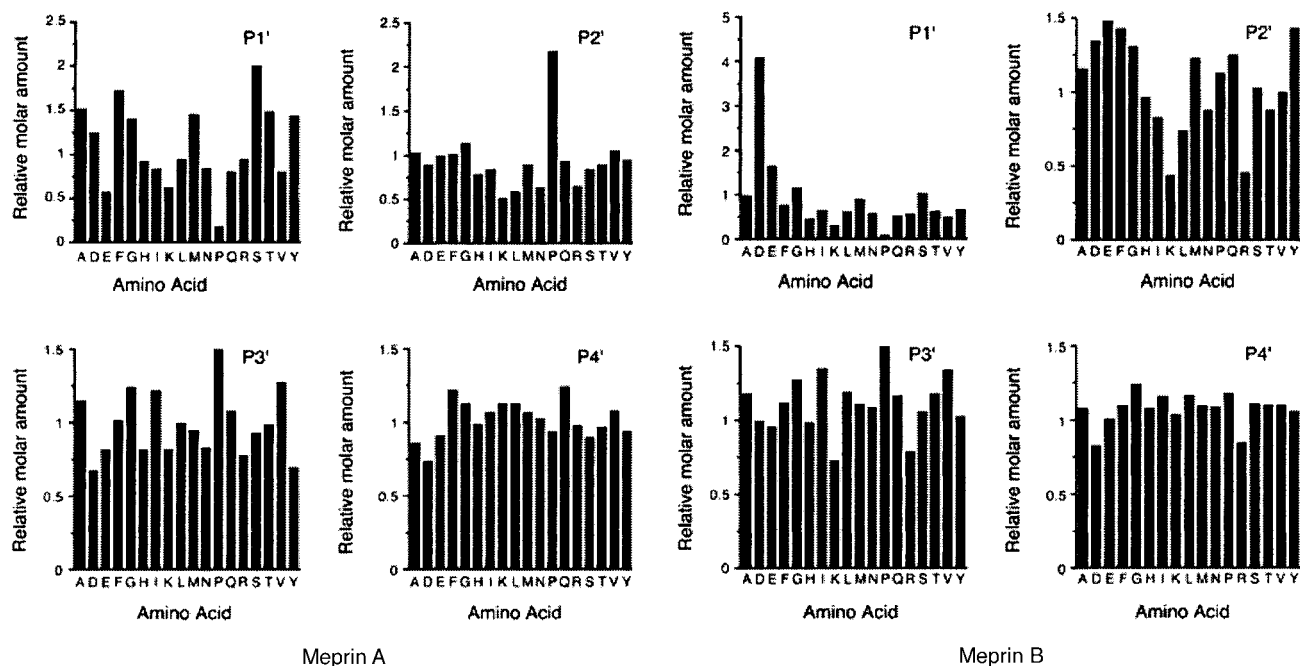 Relative molar amount
P1'
2.5
2
1.5
1
0.5
0
A D E F G H I K L M N P Q R S T V Y
Amino Acid
Relative molar amount
P2'
2.5
2.0
1.5
1.0
0.5
0
A D E F G H I K L M N P Q R S T V Y
Amino Acid
Relative molar amount
P1'
5
4
3
2
1
0
A D E F G H I K L M N P Q R S T V Y
Amino Acid
Relative molar amount
P2'
1.5
1
0.5
0
A D E F G H I K L M N P Q R S T V Y
Amino Acid
Relative molar amount
P3'
1.5
1
0.5
0
A D E F G H I K L M N P Q R S T V Y
Amino Acid
Relative molar amount
P4'
1.5
1
0.5
0
A D E F G H I K L M N P Q R S T V Y
Amino Acid
Relative molar amount
P3'
1.5
1
0.5
0
A D E F G H I K L M N P Q R S T V Y
Amino Acid
Relative molar amount
P4'
1.5
1
0.5
0
A D E F G H I K L M N P R S T V Y
Amino Acid
Meprin A
Meprin B